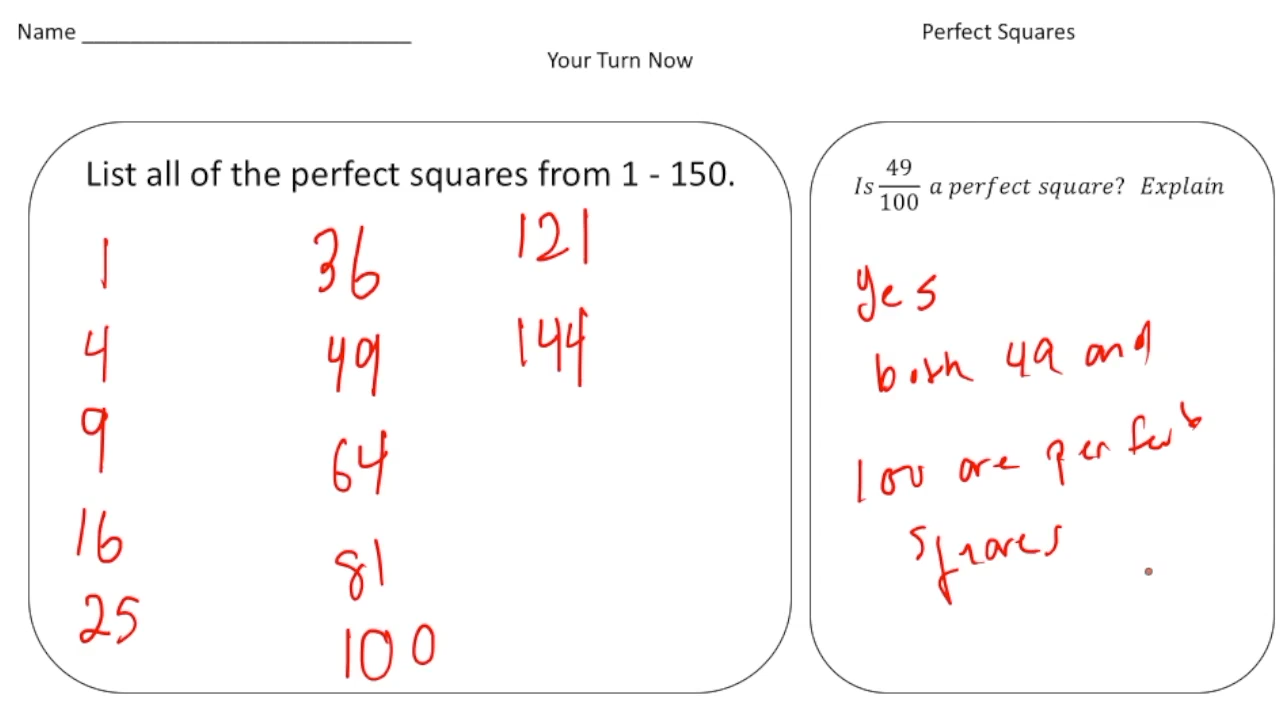 Name
Perfect Squares
Your Turn Now
List all of the perfect squares from 1 - 150.
1
4
9
16
25
36
49
64
81
100
121
144
Is 49/100 a perfect square? Explain
yes
both 49 and
100 are perfect
squares